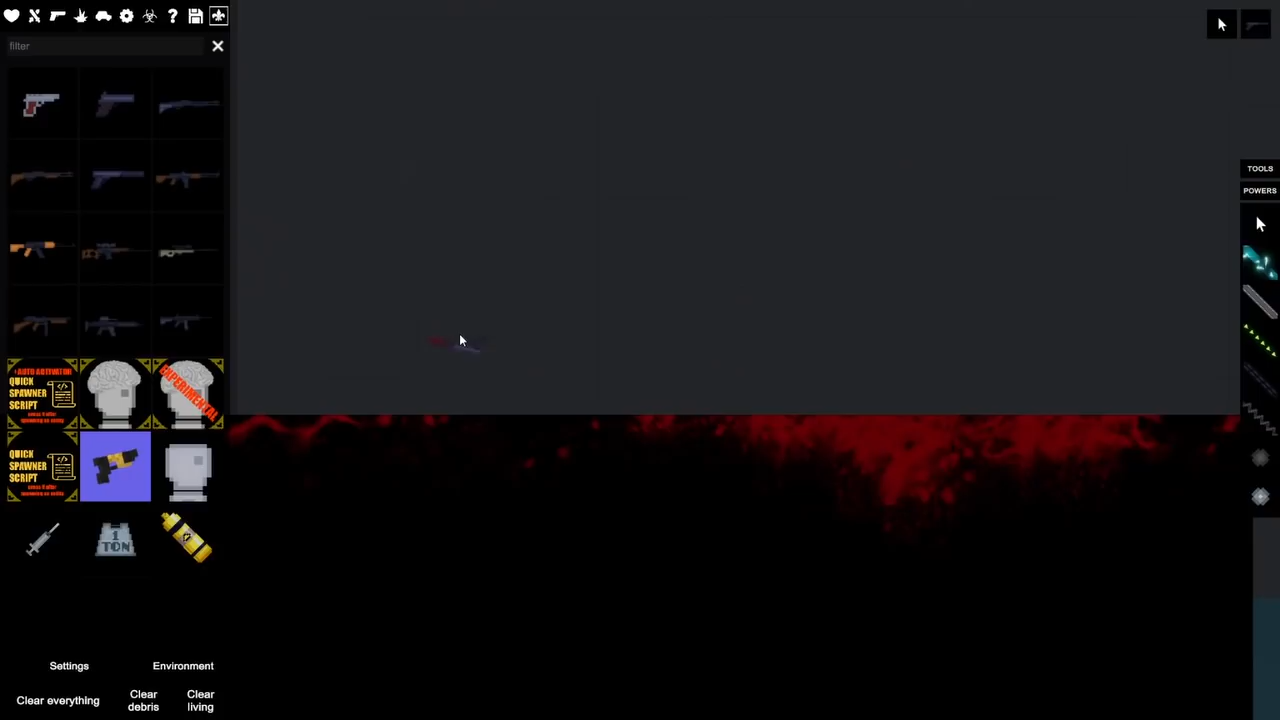 filter
TOOLS
POWERS
+AUTO ACTIVATOR
QUICK
SPAWNER
SCRIPT
EXPERIMENTAL
QUICK
SPAWNER
SCRIPT
1
TON
Settings
Environment
Clear everything
Clear
debris
Clear
living